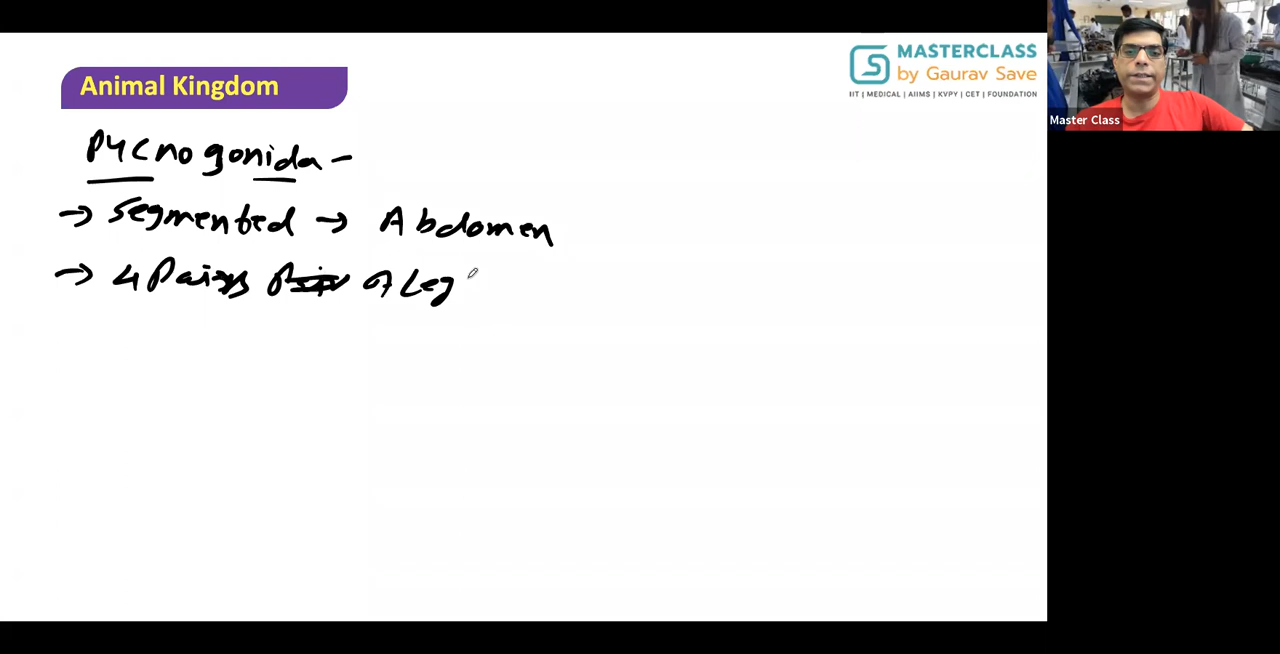 Animal Kingdom
MASTERCLASS
by Gaurav Save
IIT | MEDICAL | AIIMS | KVPY | CET | FOUNDATION
Master Class
PYCnogonida -
→ Segmented → Abdomen
→ 4 Pairs of Leg